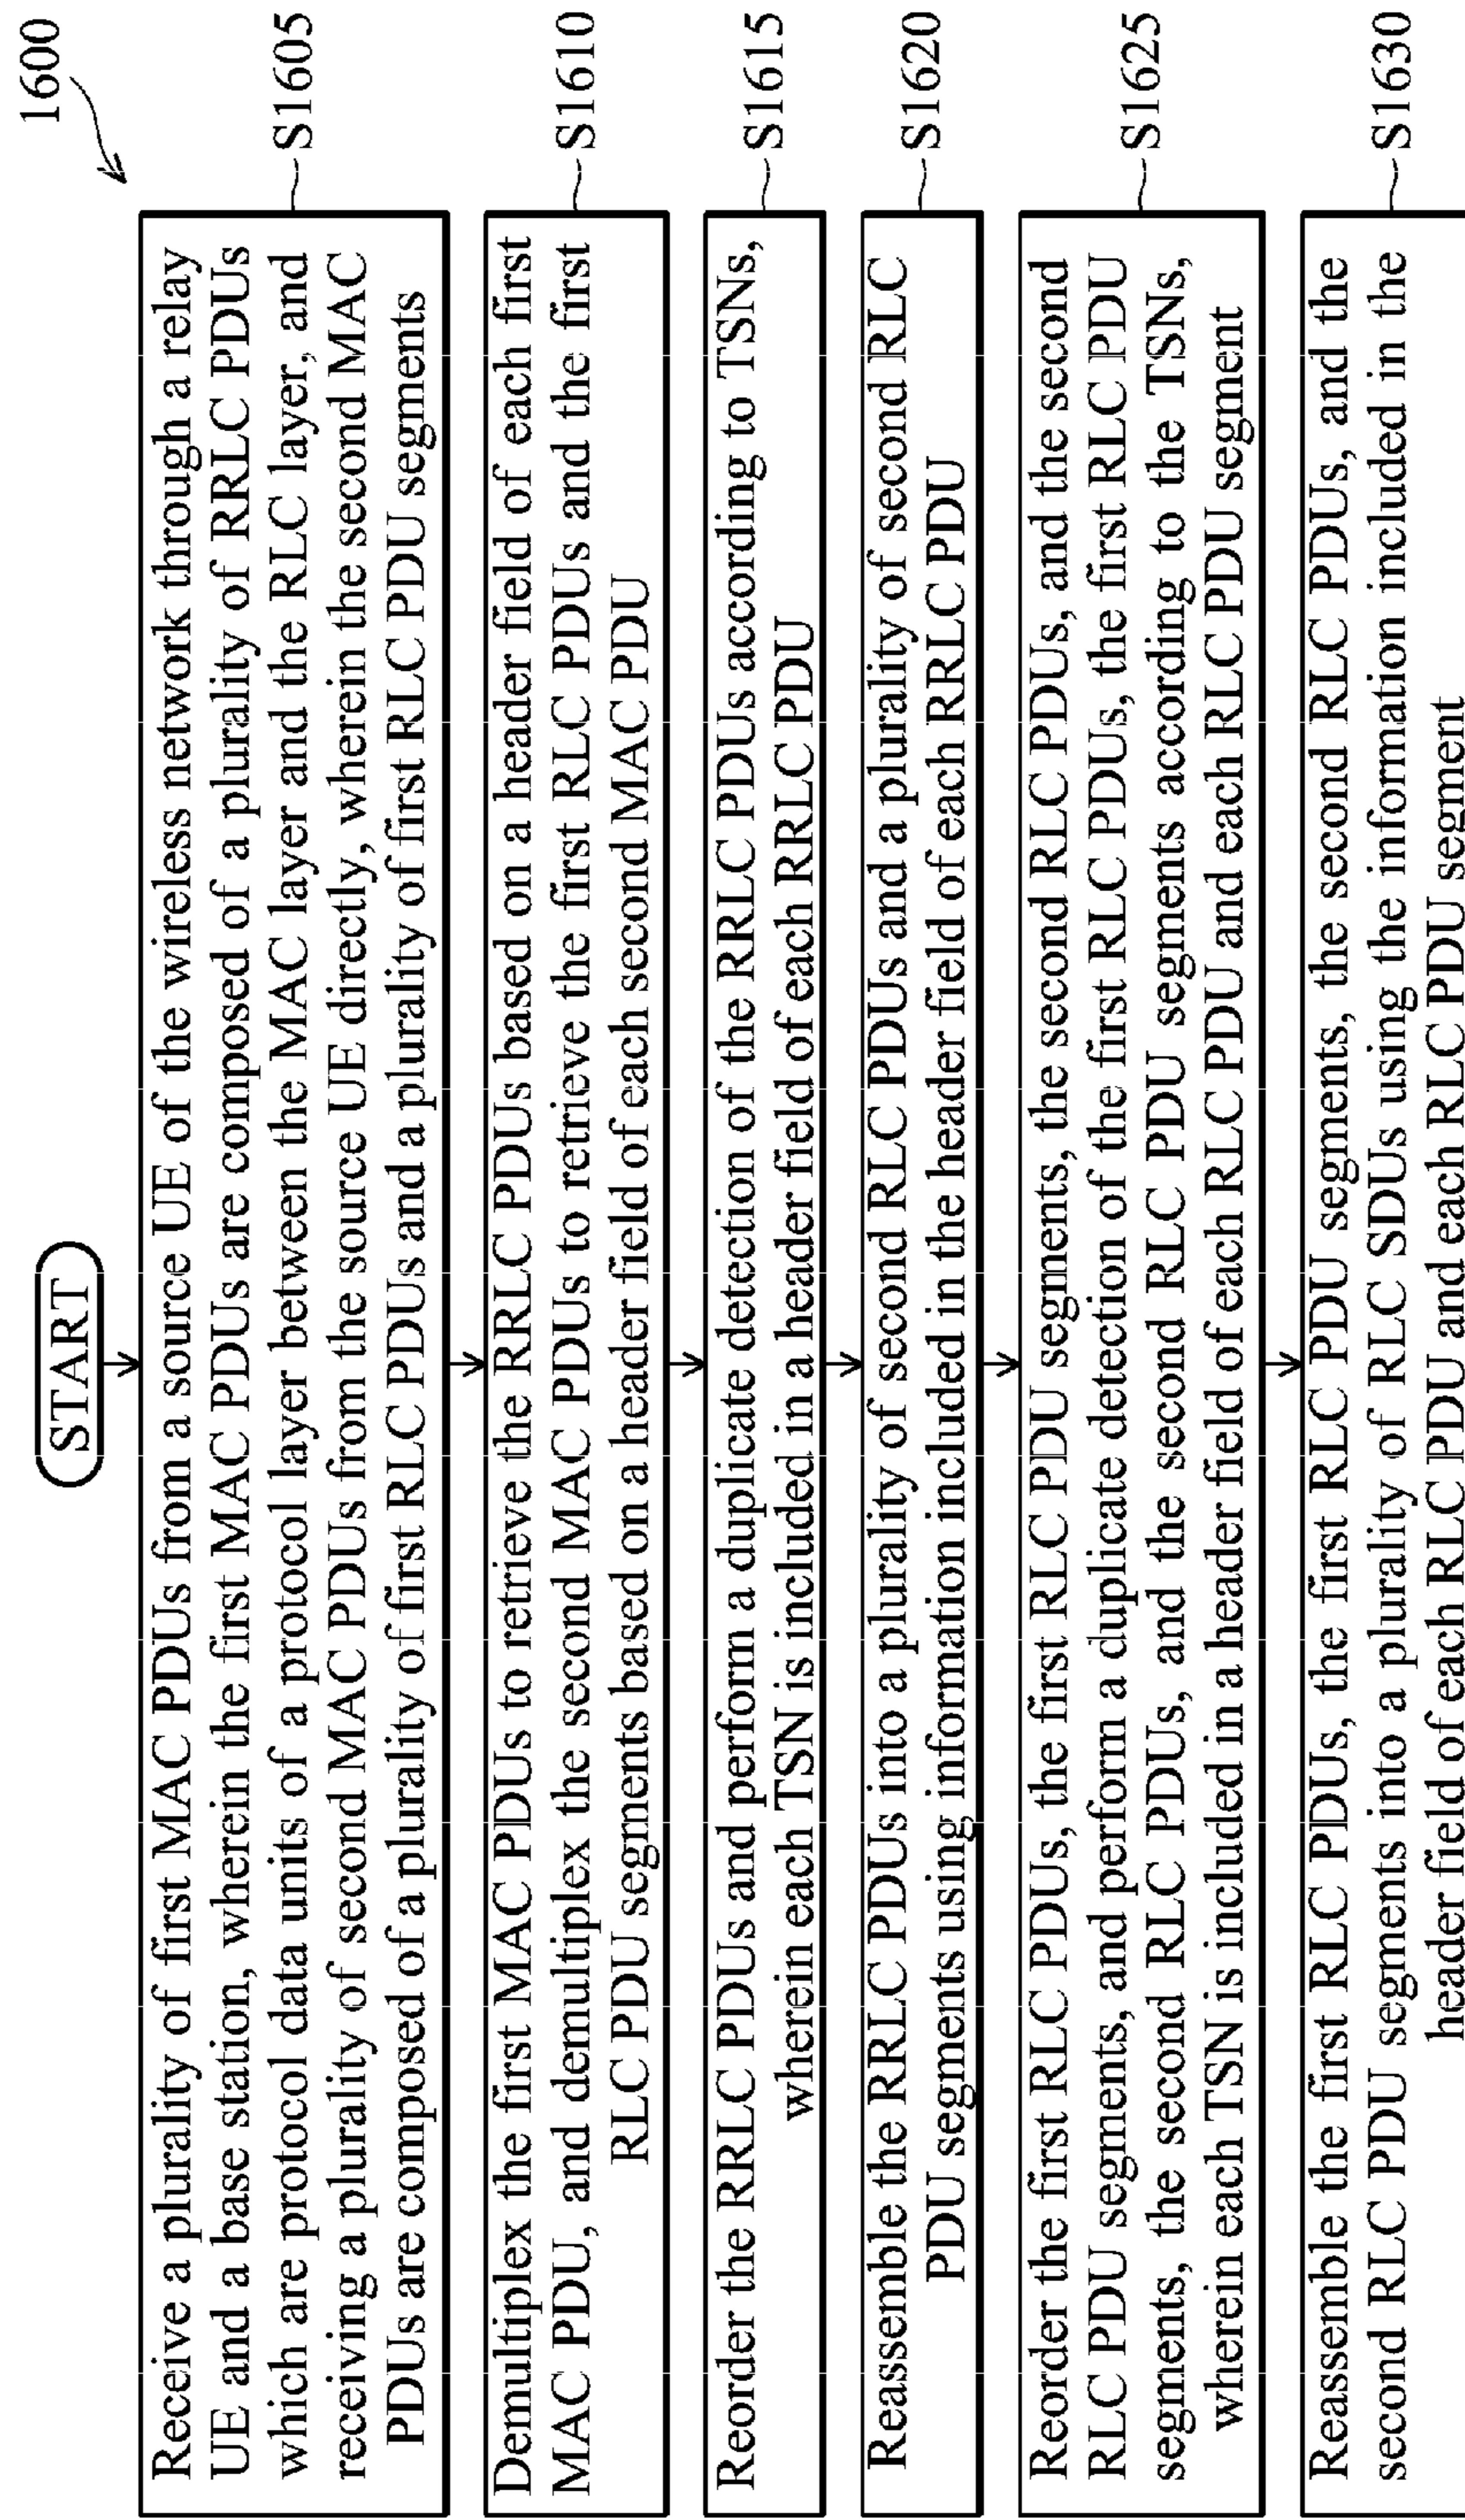 1600
START
Receive a plurality of first MAC PDUs from a source UE of the wireless network through a relay
UE and a base station, wherein the first MAC PDUs are composed of a plurality of RRLC PDUs
which are protocol data units of a protocol layer between the MAC layer and the RLC layer, and
receiving a plurality of second MAC PDUs from the source UE directly, wherein the second MAC
PDUs are composed of a plurality of first RLC PDUs and a plurality of first RLC PDU segments
S1605
Demultiplex the first MAC PDUs to retrieve the RRLC PDUs based on a header field of each first
MAC PDU, and demultiplex the second MAC PDUs to retrieve the first RLC PDUs and the first
RLC PDU segments based on a header field of each second MAC PDU
S1610
Reorder the RRLC PDUs and perform a duplicate detection of the RRLC PDUs according to TSNs,
wherein each TSN is included in a header field of each RRLC PDU
S1615
Reassemble the RRLC PDUs into a plurality of second RLC PDUs and a plurality of second RLC
PDU segments using information included in the header field of each RRLC PDU
S1620
Reorder the first RLC PDUs, the first RLC PDU segments, the second RLC PDUs, and the second
RLC PDU segments, and perform a duplicate detection of the first RLC PDUs, the first RLC PDU
segments, the second RLC PDUs, and the second RLC PDU segments according to the TSNs,
wherein each TSN is included in a header field of each RLC PDU and each RLC PDU segment
S1625
Reassemble the first RLC PDUs, the first RLC PDU segments, the second RLC PDUs, and the
second RLC PDU segments into a plurality of RLC SDUs using the information included in the
header field of each RLC PDU and each RLC PDU segment
S1630